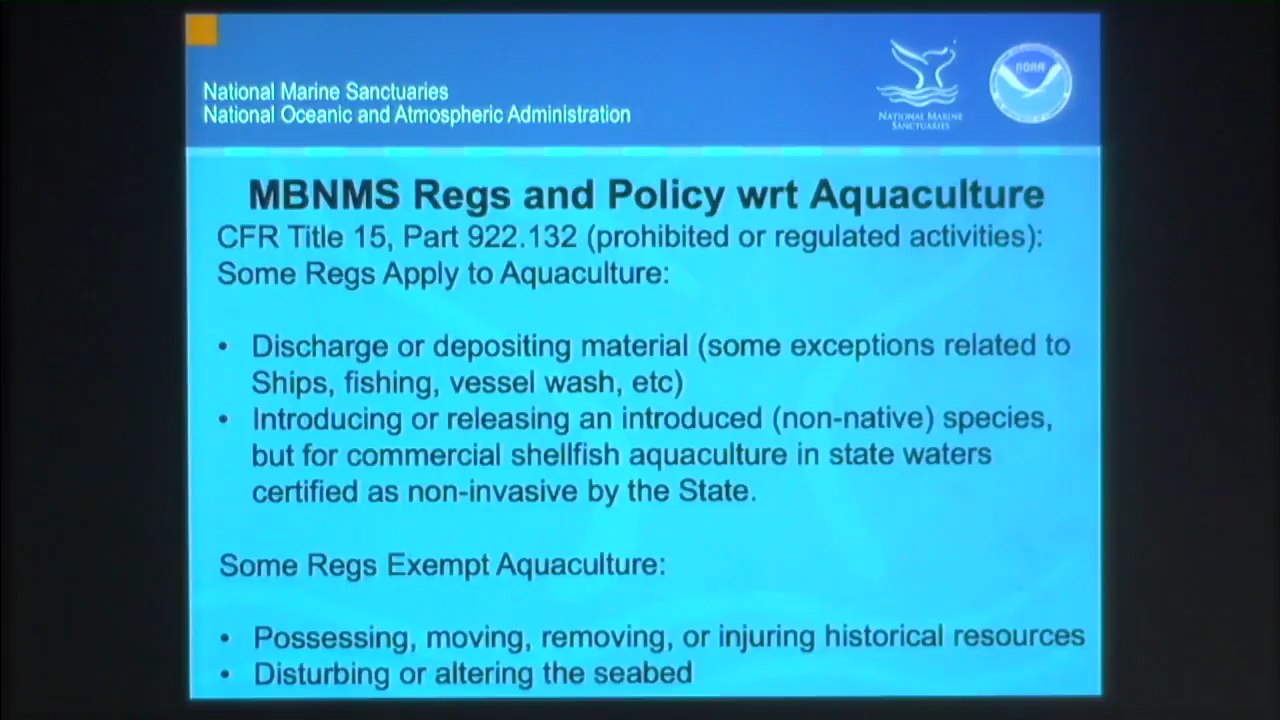 National Marine Sanctuaries
National Oceanic and Atmospheric Administration
NATIONAL MARINE
SANCTUARIES
NOAA
MBNMS Regs and Policy wrt Aquaculture
CFR Title 15, Part 922.132 (prohibited or regulated activities):
Some Regs Apply to Aquaculture:
• Discharge or depositing material (some exceptions related to
Ships, fishing, vessel wash, etc)
• Introducing or releasing an introduced (non-native) species,
but for commercial shellfish aquaculture in state waters
certified as non-invasive by the State.
Some Regs Exempt Aquaculture:
• Possessing, moving, removing, or injuring historical resources
• Disturbing or altering the seabed